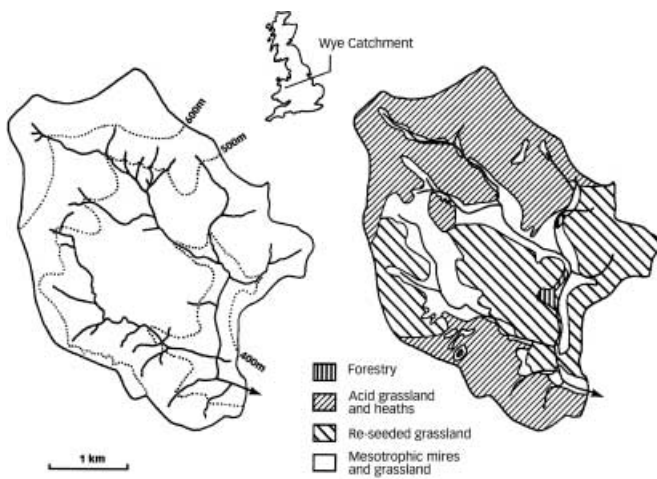 Wye Catchment
600m
500m
400m
Forestry
Acid grassland
and heaths
Re-seeded grassland
Mesotrophic mires
and grassland
1 km